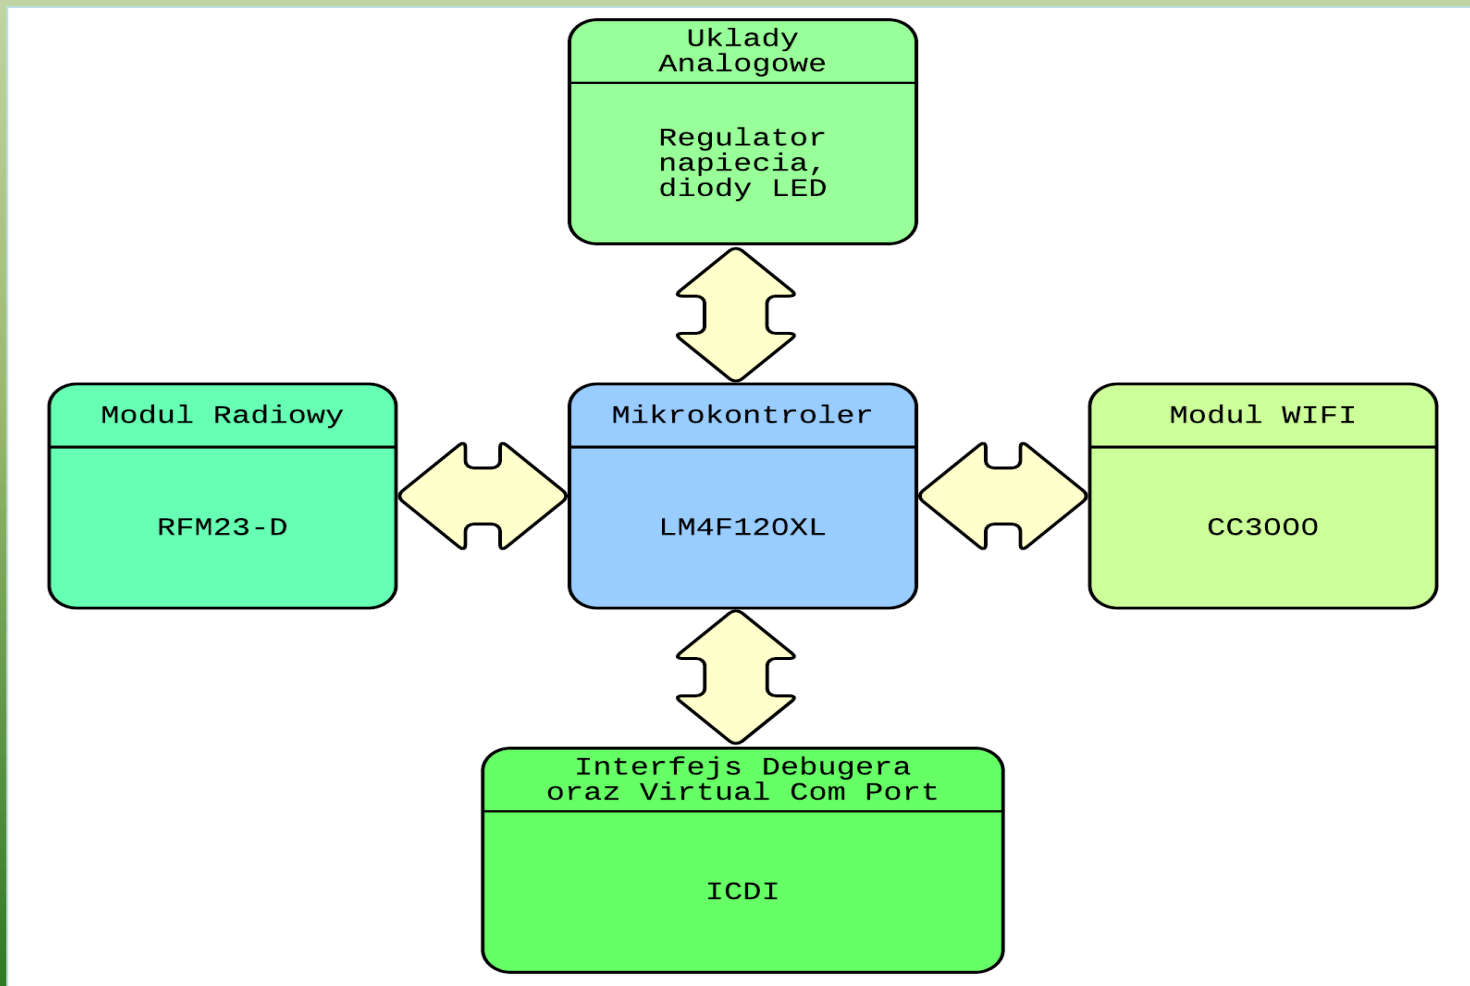 Uklady
Analogowe
Regulator
napiecia,
diody LED
Modul Radiowy
RFM23-D
Mikrokontroler
LM4F120XL
Modul WIFI
CC3000
Interfejs Debugera
oraz Virtual Com Port
ICDI